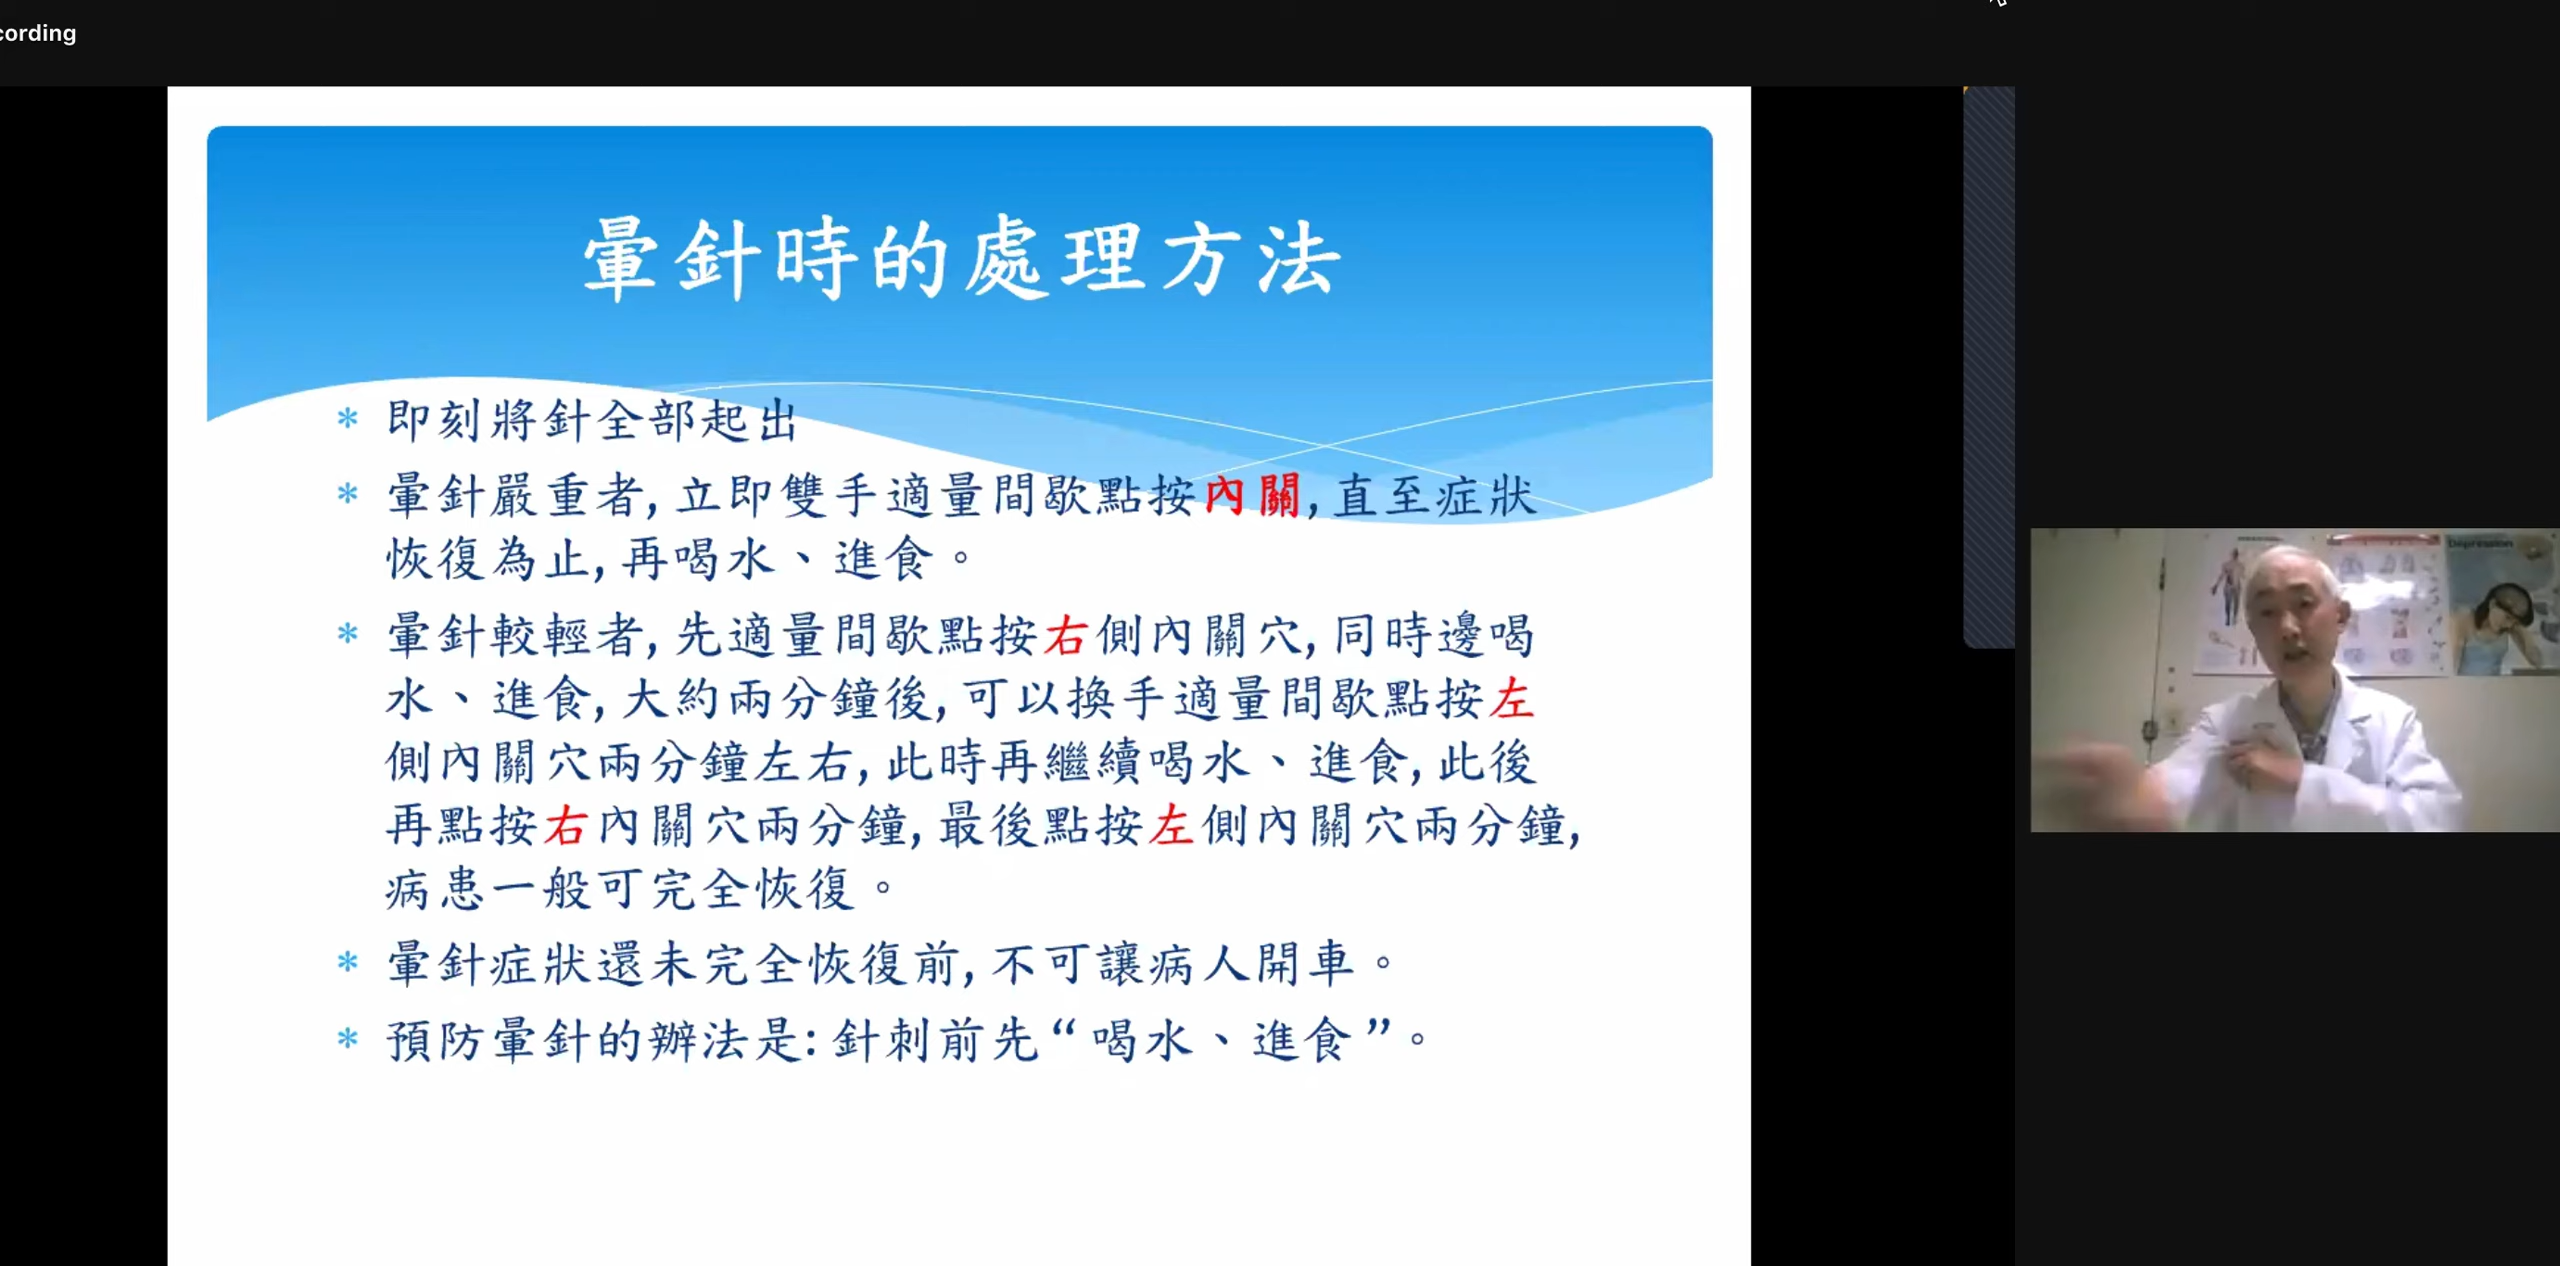 cording
暈針時的處理方法
* 即刻將針全部起出
* 暈針嚴重者,立即雙手適量間歇點按內關,直至症狀
恢復為止,再喝水、進食。
* 暈針較輕者,先適量間歇點按右側內關穴,同時邊喝
水、進食,大約兩分鐘後,可以換手適量間歇點按左
側內關穴兩分鐘左右,此時再繼續喝水、進食,此後
再點按右內關穴兩分鐘,最後點按左側內關穴兩分鐘,
病患一般可完全恢復。
* 暈針症狀還未完全恢復前,不可讓病人開車。
* 預防暈針的辦法是:針刺前先“喝水、進食”。
Depression